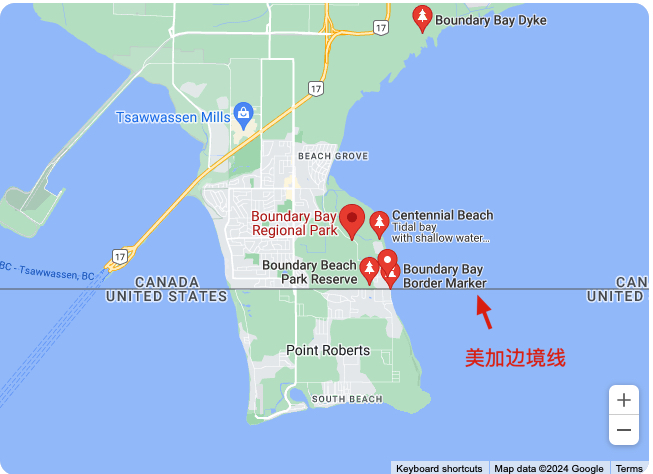 Boundary Bay Dyke
17
17
Tsawwassen Mills
BEACH GROVE
Boundary Bay
Regional Park
Centennial Beach
Tidal bay
with shallow water...
17
BC - Tsawwassen, BC
Boundary Beach
Park Reserve
Boundary Bay
Border Marker
CANADA
UNITED STATES
CAN
UNITED S
美加边境线
Point Roberts
SOUTH BEACH
Keyboard shortcuts
Map data ©2024 Google
Terms